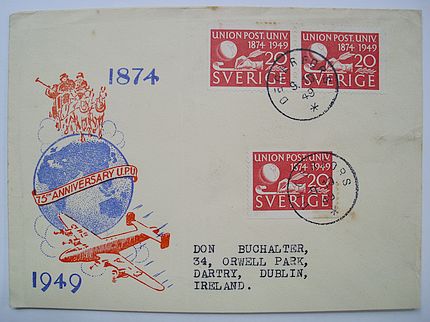 1874
75TH ANNIVERSARY U.P.U.
1949
UNION POST. UNIV.
1874 1949
20
SVERIGE
UNION POST. UNIV.
1874 1949
20
SVERIGE
UNION POST. UNIV.
1874 1949
20
SVERIGE
49
DON BUCHALTER,
34, ORWELL PARK,
DARTRY, DUBLIN,
IRELAND.